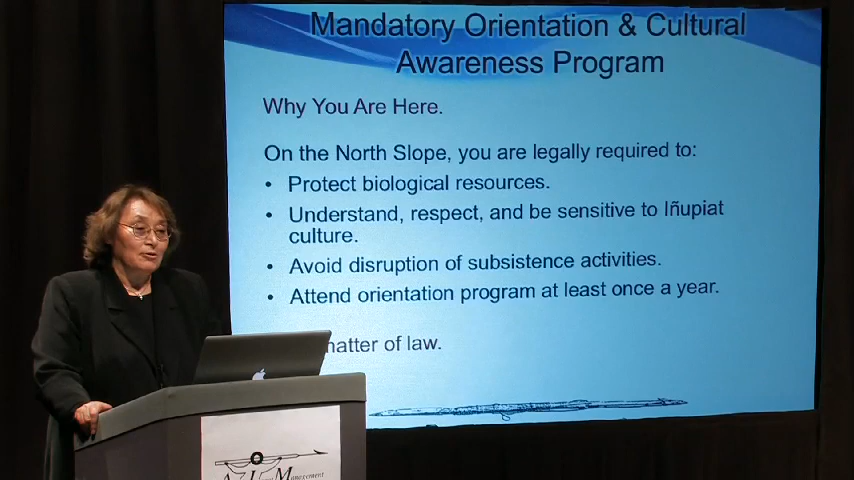 Mandatory Orientation & Cultural
Awareness Program
Why You Are Here.
On the North Slope, you are legally required to:
• Protect biological resources.
• Understand, respect, and be sensitive to Iñupiat
culture.
• Avoid disruption of subsistence activities.
• Attend orientation program at least once a year.
matter of law.
Management